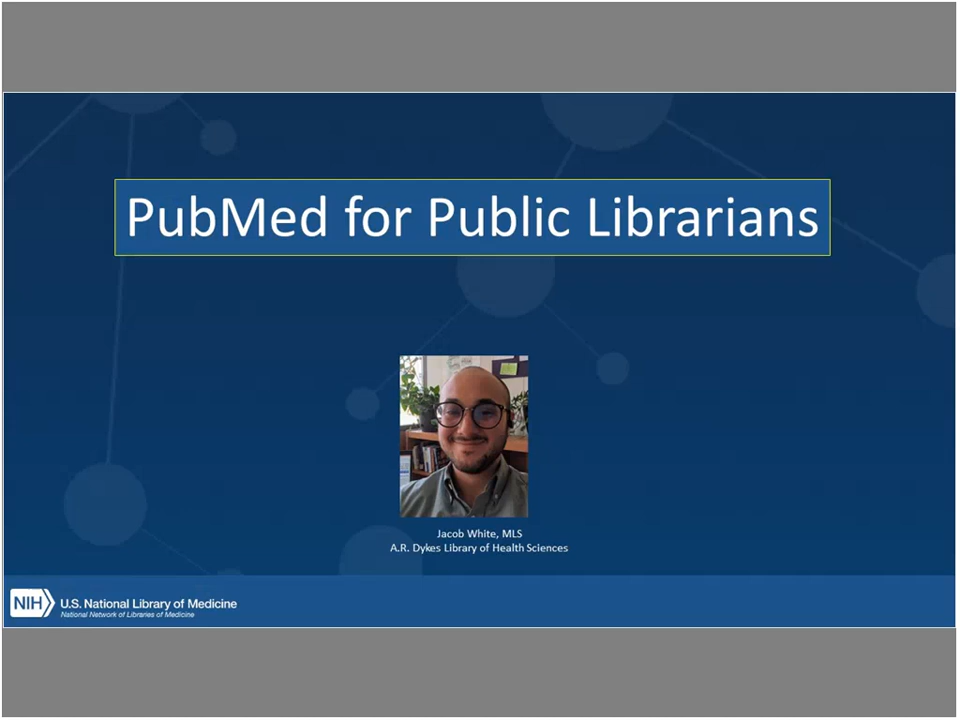 PubMed for Public Librarians
Jacob White, MLS
A.R. Dykes Library of Health Sciences
NIH
U.S. National Library of Medicine
National Network of Libraries of Medicine